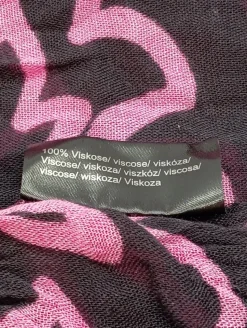 100% Viskose/ viscose/ viskóza/
Viscose/ viskoza/ viszkóz/ viscosa/
viscose/ wiskoza/ Viskoza